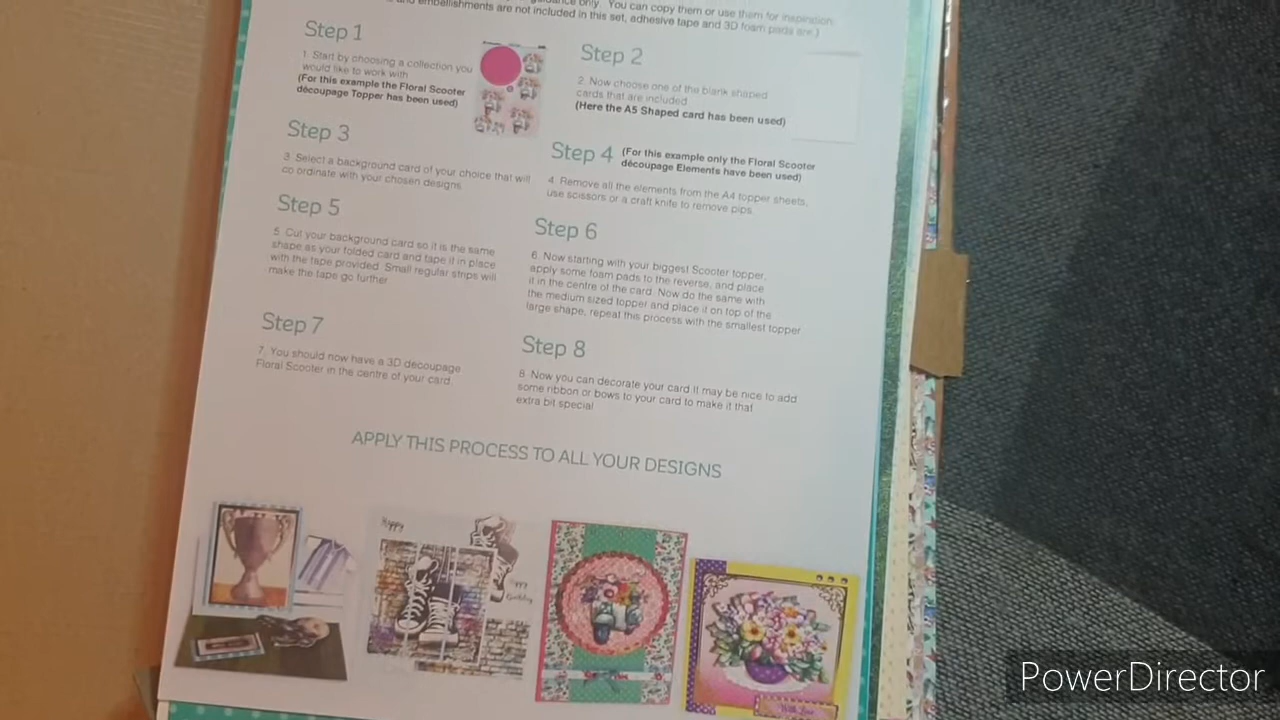 guidance only. You can copy them or use them for inspiration.
and embellishments are not included in this set, adhesive tape and 3D foam pads are.)
Step 1
1. Start by choosing a collection you
would like to work with
(For this example the Floral Scooter
découpage Topper has been used)
Step 2
2. Now choose one of the blank shaped
cards that are included
(Here the A5 Shaped card has been used)
Step 3
3. Select a background card of your choice that will
co ordinate with your chosen designs.
Step 4 (For this example only the Floral Scooter
découpage Elements have been used)
4. Remove all the elements from the A4 topper sheets,
use scissors or a craft knife to remove pips.
Step 5
5. Cut your background card so it is the same
shape as your folded card and tape it in place
with the tape provided. Small regular strips will
make the tape go further
Step 6
6. Now starting with your biggest Scooter topper,
apply some foam pads to the reverse, and place
it in the centre of the card. Now do the same with
the medium sized topper and place it on top of the
large shape, repeat this process with the smallest topper
Step 7
7. You should now have a 3D decoupage
Floral Scooter in the centre of your card.
Step 8
8. Now you can decorate your card.It may be nice to add
some ribbon or bows to your card to make it that
extra bit special
APPLY THIS PROCESS TO ALL YOUR DESIGNS
Happy
Happy
Birthday
With Love
PowerDirector